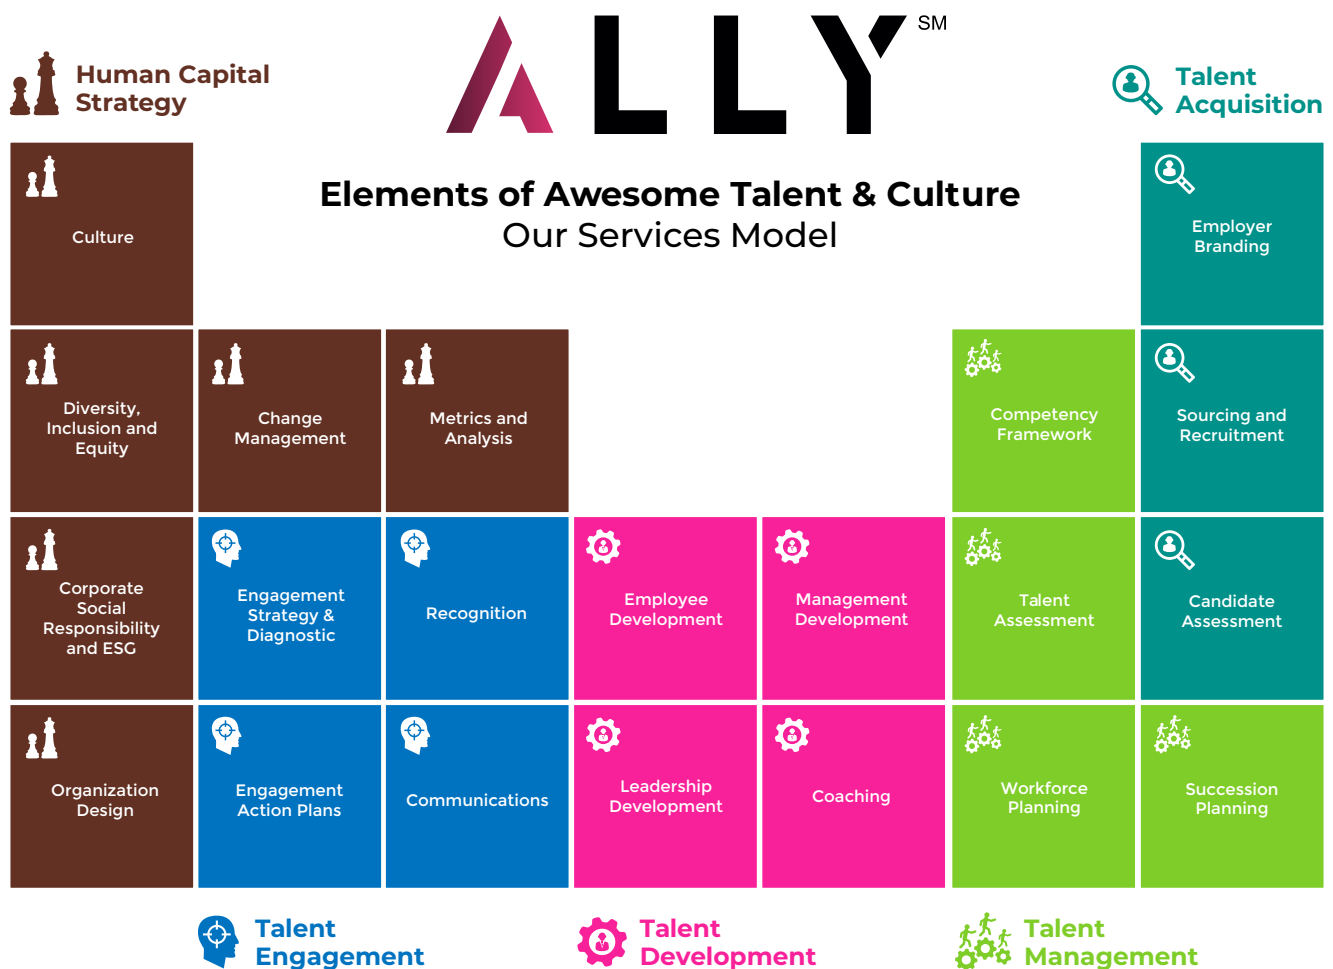 ALLY SM
Human Capital
Strategy
Talent
Acquisition
Elements of Awesome Talent & Culture
Our Services Model
Culture
Employer
Branding
Diversity,
Inclusion and
Equity
Change
Management
Metrics and
Analysis
Competency
Framework
Sourcing and
Recruitment
Corporate
Social
Responsibility
and ESG
Engagement
Strategy &
Diagnostic
Recognition
Employee
Development
Management
Development
Talent
Assessment
Candidate
Assessment
Organization
Design
Engagement
Action Plans
Communications
Leadership
Development
Coaching
Workforce
Planning
Succession
Planning
Talent
Engagement
Talent
Development
Talent
Management